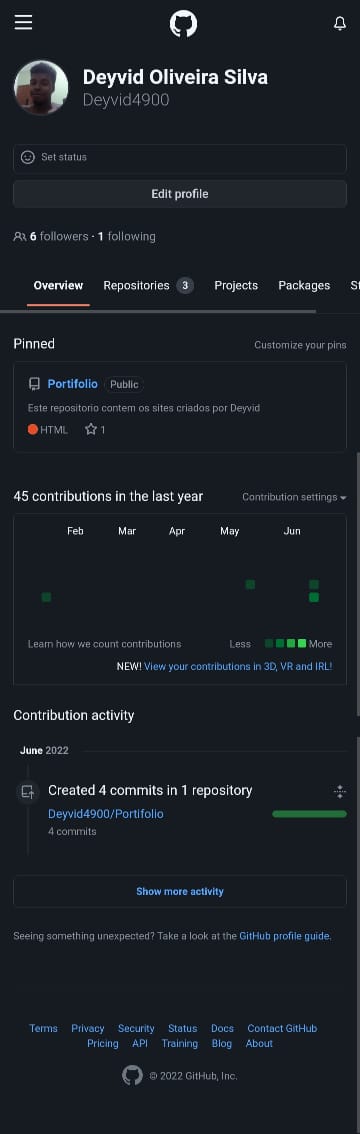 Deyvid Oliveira Silva
Deyvid4900
Set status
Edit profile
6 followers · 1 following
Overview Repositories 3 Projects Packages St
Pinned Customize your pins
Portifolio Public
Este repositorio contem os sites criados por Deyvid
HTML 1
45 contributions in the last year Contribution settings
Feb Mar Apr May Jun
Learn how we count contributions Less More
NEW! View your contributions in 3D, VR and IRL!
Contribution activity
June 2022
Created 4 commits in 1 repository
Deyvid4900/Portifolio
4 commits
Show more activity
Seeing something unexpected? Take a look at the GitHub profile guide.
Terms Privacy Security Status Docs Contact GitHub
Pricing API Training Blog About
© 2022 GitHub, Inc.